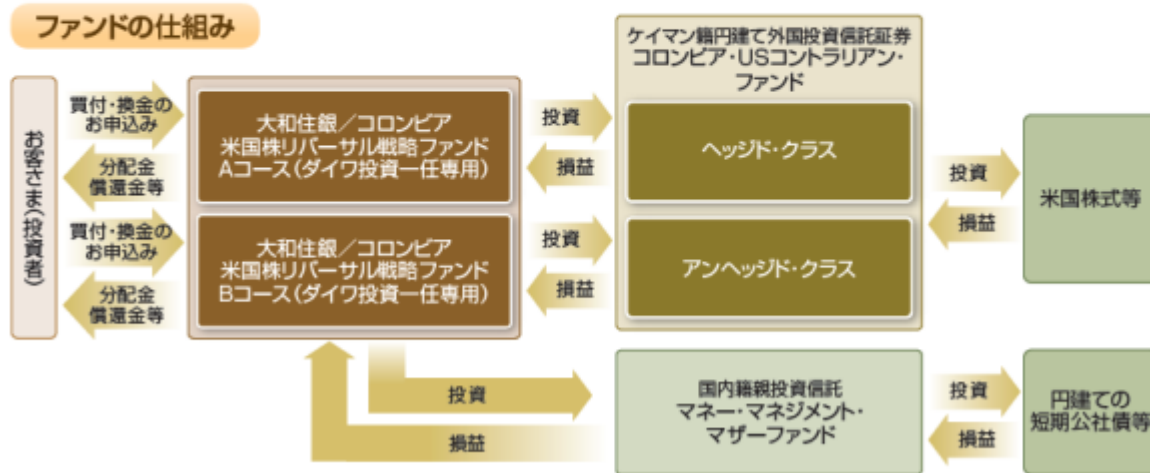 ファンドの仕組み
お客さま(投資者)
買付・換金の
お申込み
分配金
償還金等
買付・換金の
お申込み
分配金
償還金等
大和住銀/コロンビア
米国株リバーサル戦略ファンド
Aコース(ダイワ投資一任専用)
大和住銀/コロンビア
米国株リバーサル戦略ファンド
Bコース(ダイワ投資一任専用)
投資
損益
投資
損益
ケイマン籍円建て外国投資信託証券
コロンビア・USコントラリアン・
ファンド
ヘッジド・クラス
アンヘッジド・クラス
投資
損益
米国株式等
投資
損益
国内籍親投資信託
マネー・マネジメント・
マザーファンド
投資
損益
円建ての
短期公社債等